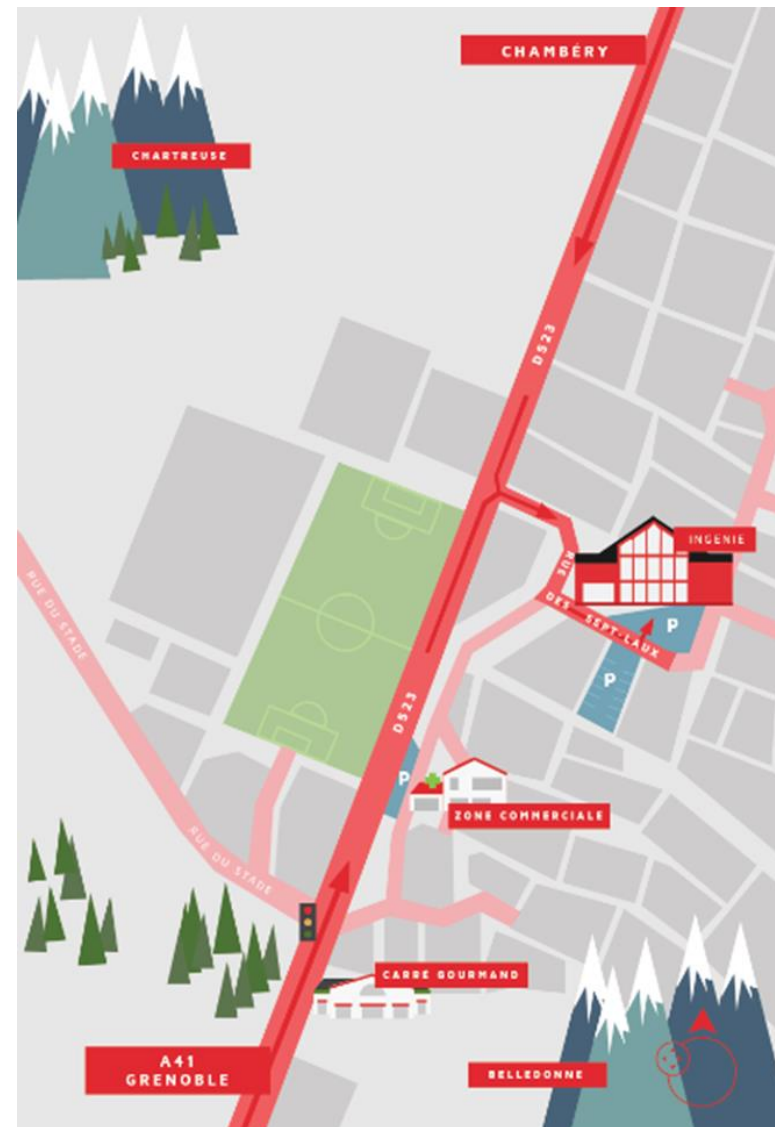 CHAMBÉRY
CHARTREUSE
D523
INGENIE
RUE
DES SEPT-LAUX
P
P
RUE DU STADE
D523
P
ZONE COMMERCIALE
RUE DU STADE
CARRÉ GOURMAND
A41
GRENOBLE
BELLEDONNE